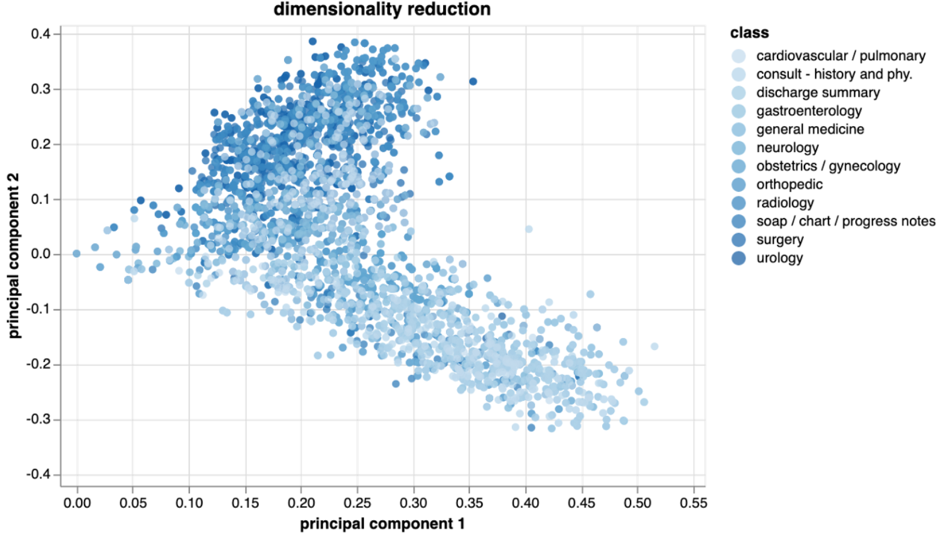 dimensionality reduction
0.4
0.3
0.2
0.1
0.0
-0.1
-0.2
-0.3
-0.4
principal component 2
0.00 0.05 0.10 0.15 0.20 0.25 0.30 0.35 0.40 0.45 0.50 0.55
principal component 1
class
cardiovascular / pulmonary
consult - history and phy.
discharge summary
gastroenterology
general medicine
neurology
obstetrics / gynecology
orthopedic
radiology
soap / chart / progress notes
surgery
urology